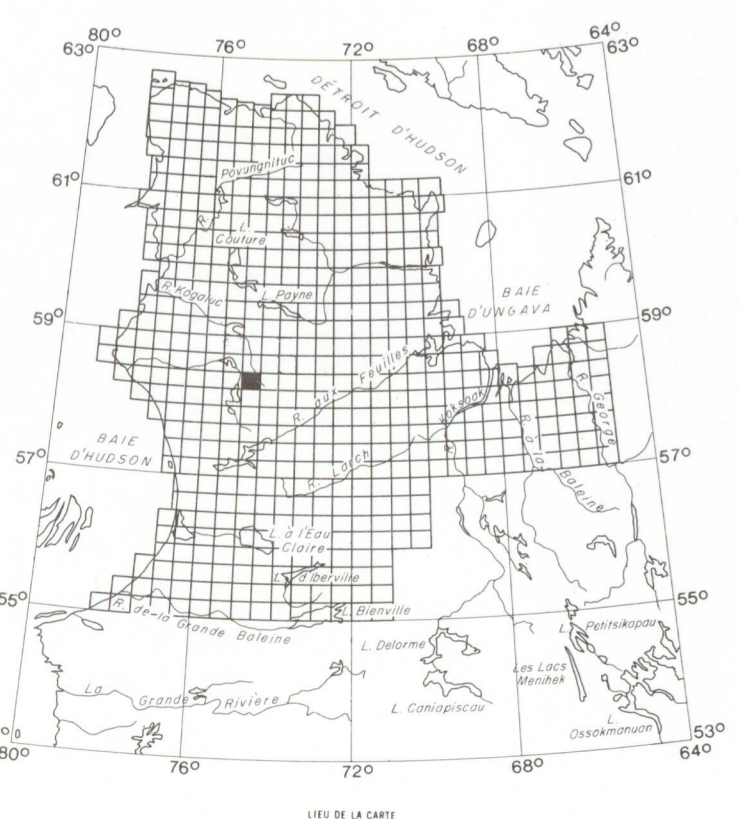 80°
76°
72°
68°
64°
63°
63°
DÉTROIT D'HUDSON
Povungnituc
R.
61°
61°
L.
Couture
R. Kogaluc
L. Payne
BAIE
D'UNGAVA
59°
59°
R. aux Feuilles
Koksoak
R.
R. à la
Baleine
R. George
BAIE
D'HUDSON
57°
57°
R. Larch
L. à l'Eau
Claire
L. d'Iberville
L. Bienville
55°
55°
R. de-la Grande Baleine
L. Delorme
L. Petitsikapau
Les Lacs
Menihek
La Grande Rivière
L. Caniapiscau
L.
Ossokmanuan
53°
80°
76°
72°
68°
64°
LIEU DE LA CARTE